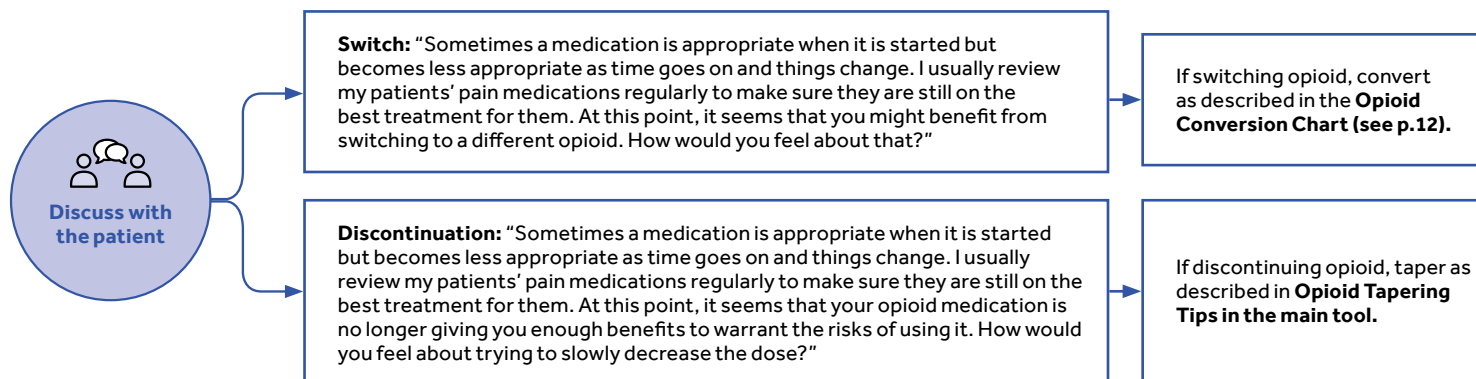 Discuss with
the patient
Switch: “Sometimes a medication is appropriate when it is started but
becomes less appropriate as time goes on and things change. I usually review
my patients’ pain medications regularly to make sure they are still on the
best treatment for them. At this point, it seems that you might benefit from
switching to a different opioid. How would you feel about that?”
If switching opioid, convert
as described in the Opioid
Conversion Chart (see p.12).
Discontinuation: “Sometimes a medication is appropriate when it is started
but becomes less appropriate as time goes on and things change. I usually
review my patients’ pain medications regularly to make sure they are still on the
best treatment for them. At this point, it seems that your opioid medication is
no longer giving you enough benefits to warrant the risks of using it. How would
you feel about trying to slowly decrease the dose?”
If discontinuing opioid, taper as
described in Opioid Tapering
Tips in the main tool.